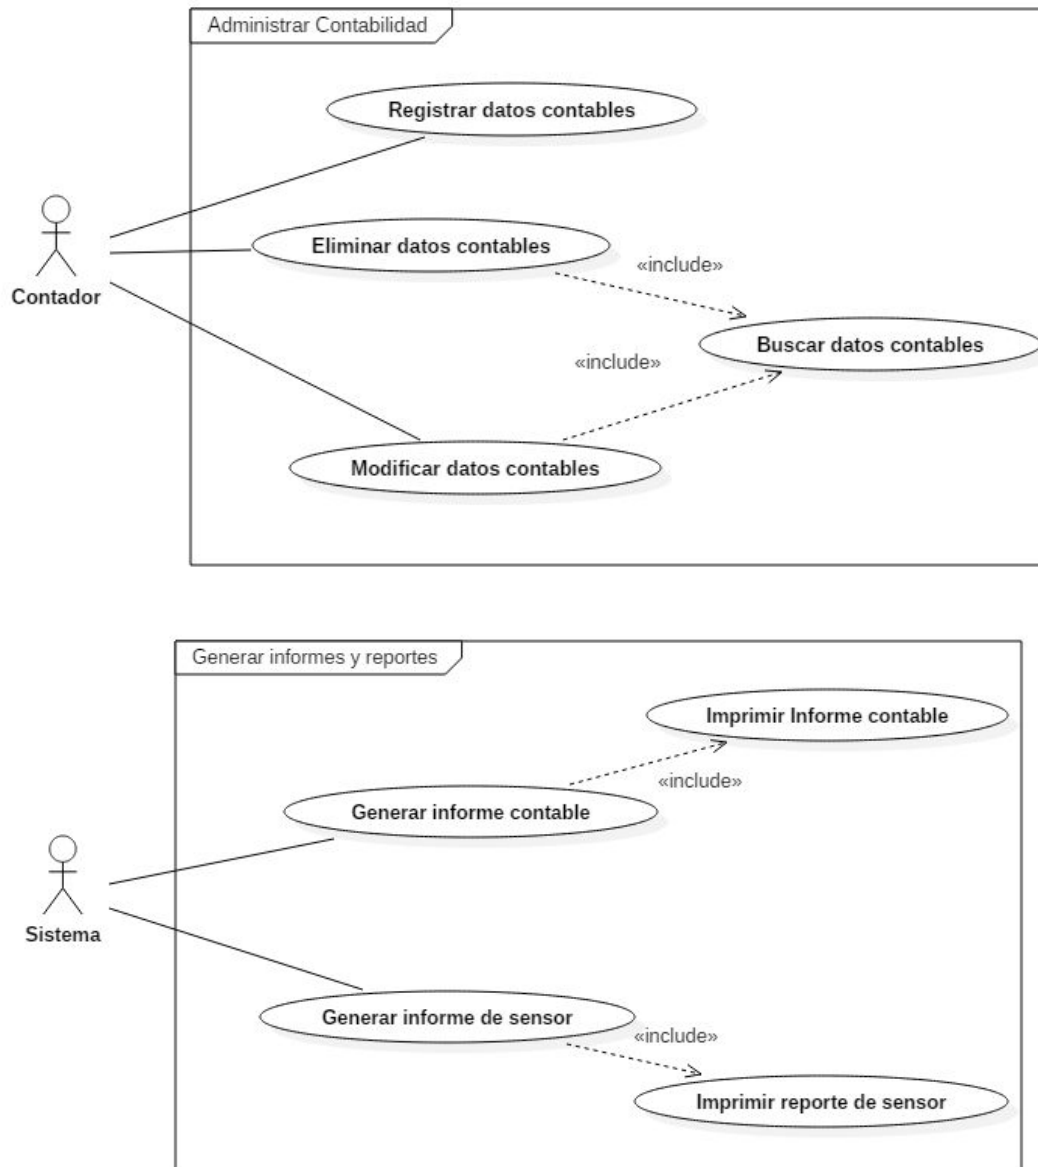 Administrar Contabilidad
Registrar datos contables
Eliminar datos contables
«include»
Contador
Buscar datos contables
«include»
Modificar datos contables
Generar informes y reportes
Imprimir Informe contable
«include»
Generar informe contable
Sistema
Generar informe de sensor
«include»
Imprimir reporte de sensor